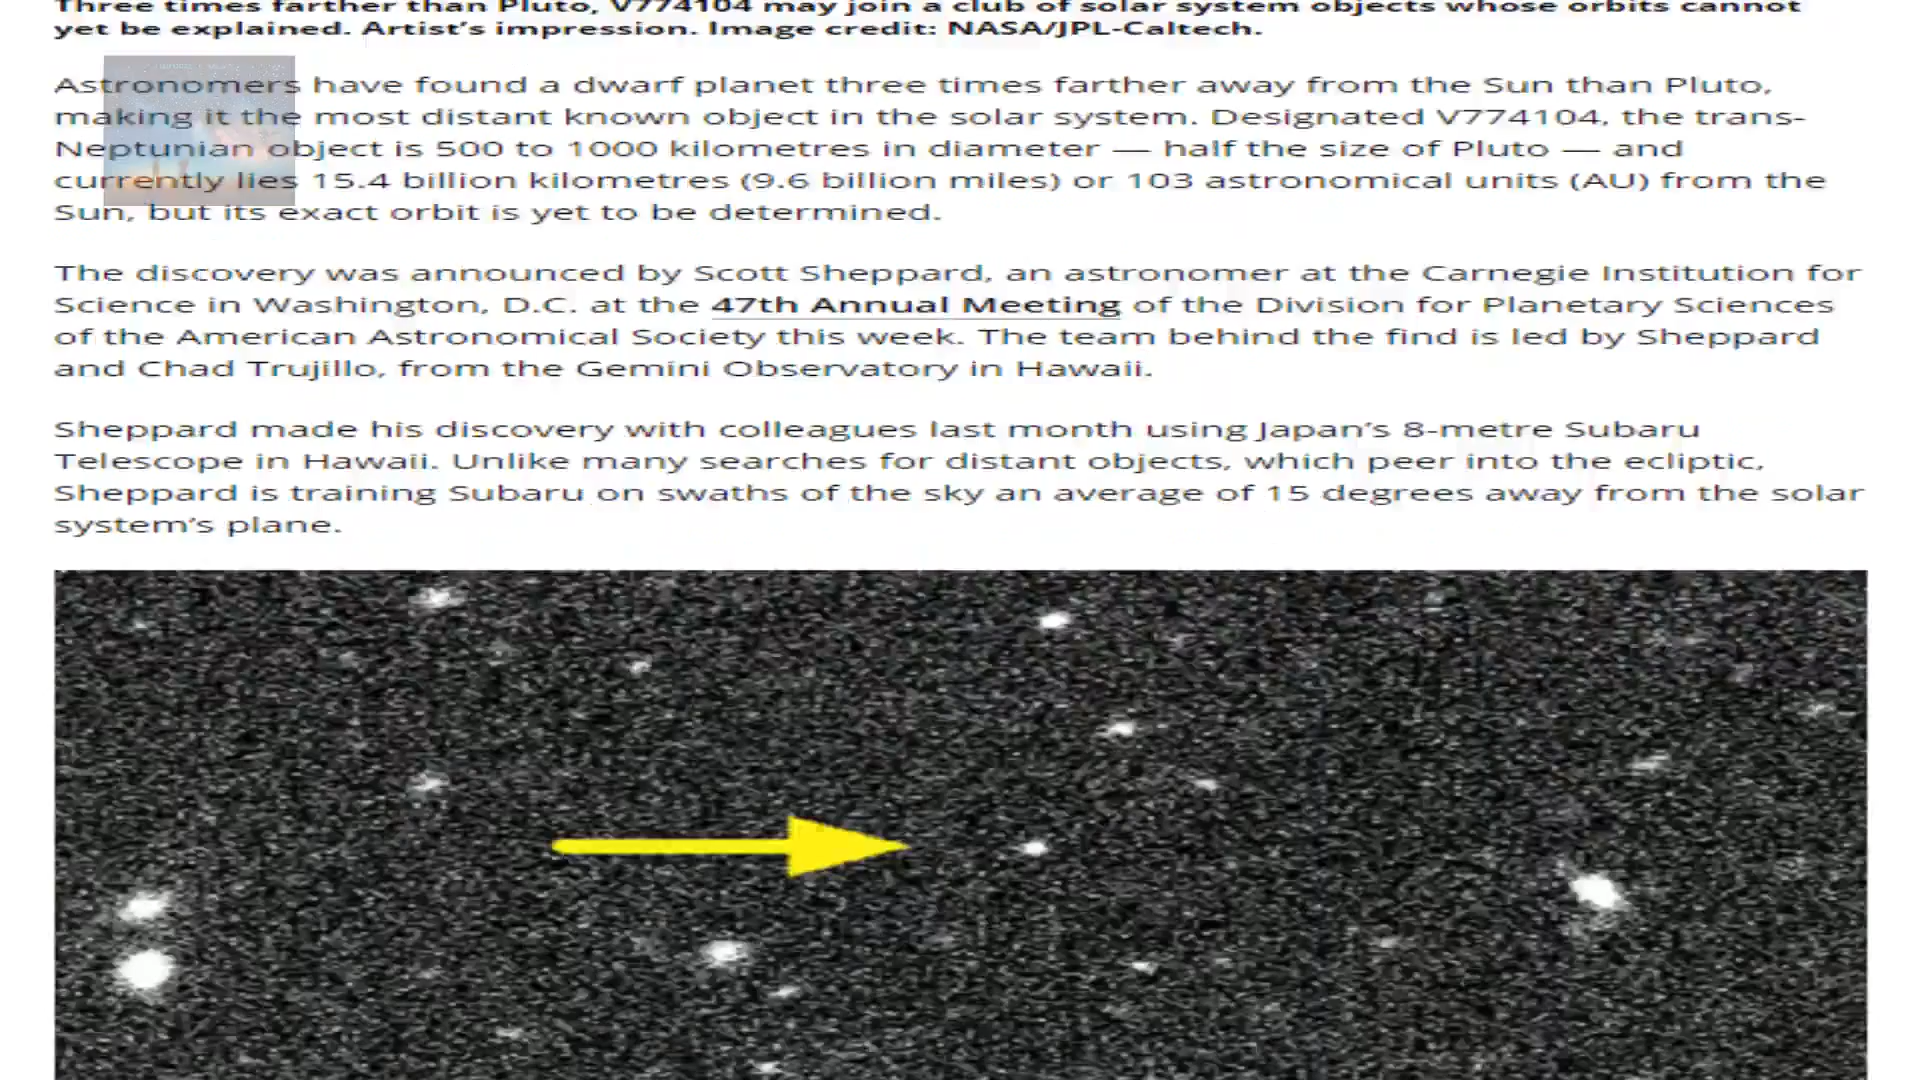 Three times farther than Pluto, V774104 may join a club of solar system objects whose orbits cannot
yet be explained. Artist’s impression. Image credit: NASA/JPL-Caltech.
Astronomers have found a dwarf planet three times farther away from the Sun than Pluto,
making it the most distant known object in the solar system. Designated V774104, the trans-
Neptunian object is 500 to 1000 kilometres in diameter — half the size of Pluto — and
currently lies 15.4 billion kilometres (9.6 billion miles) or 103 astronomical units (AU) from the
Sun, but its exact orbit is yet to be determined.
The discovery was announced by Scott Sheppard, an astronomer at the Carnegie Institution for
Science in Washington, D.C. at the 47th Annual Meeting of the Division for Planetary Sciences
of the American Astronomical Society this week. The team behind the find is led by Sheppard
and Chad Trujillo, from the Gemini Observatory in Hawaii.
Sheppard made his discovery with colleagues last month using Japan’s 8-metre Subaru
Telescope in Hawaii. Unlike many searches for distant objects, which peer into the ecliptic,
Sheppard is training Subaru on swaths of the sky an average of 15 degrees away from the solar
system’s plane.